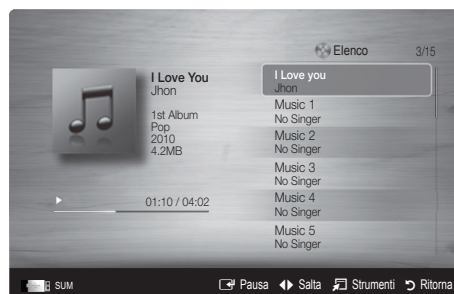 Elenco 3/15
I Love You
Jhon
1st Album
Pop
2010
4.2MB
01:10 / 04:02
I Love you
Jhon
Music 1
No Singer
Music 2
No Singer
Music 3
No Singer
Music 4
No Singer
Music 5
No Singer
SUM Pausa Salta Strumenti Ritorna